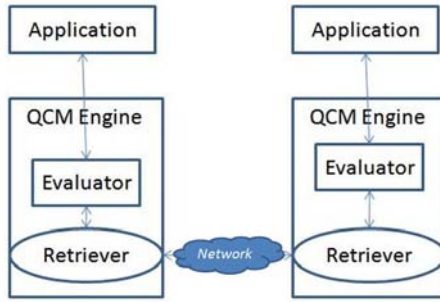 Application
Application
QCM Engine
QCM Engine
Evaluator
Evaluator
Retriever
Network
Retriever